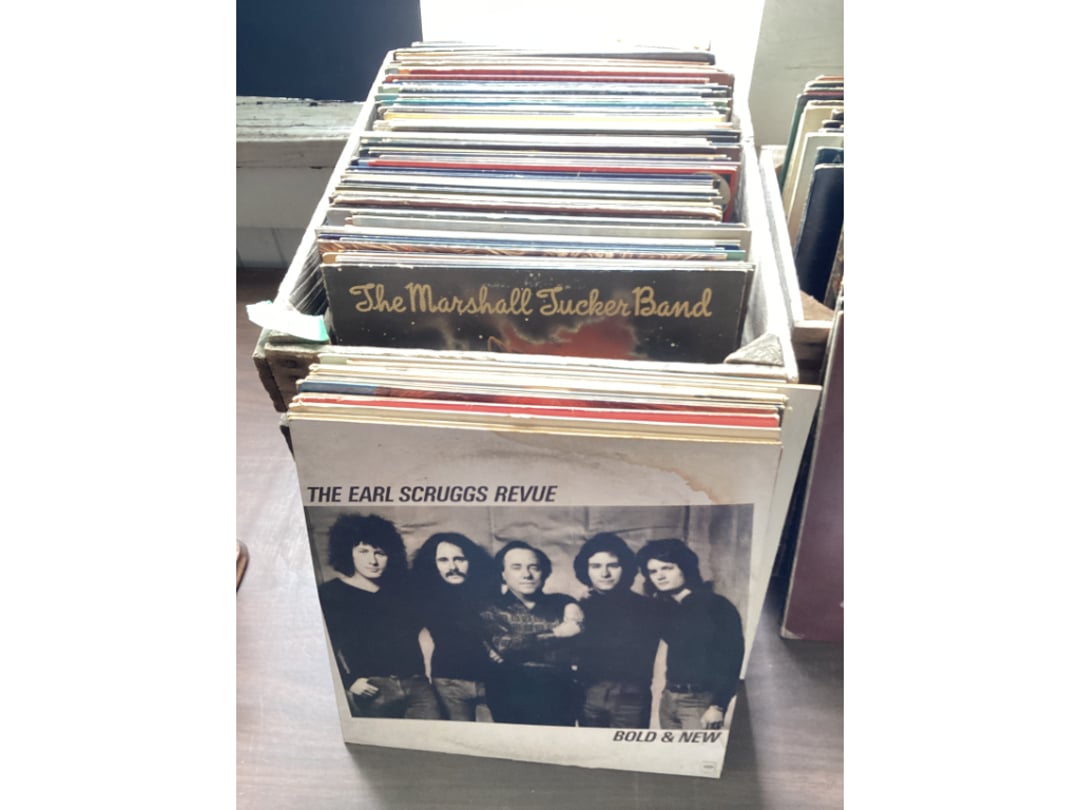 The Marshall Tucker Band
THE EARL SCRUGGS REVUE
BOLD & NEW